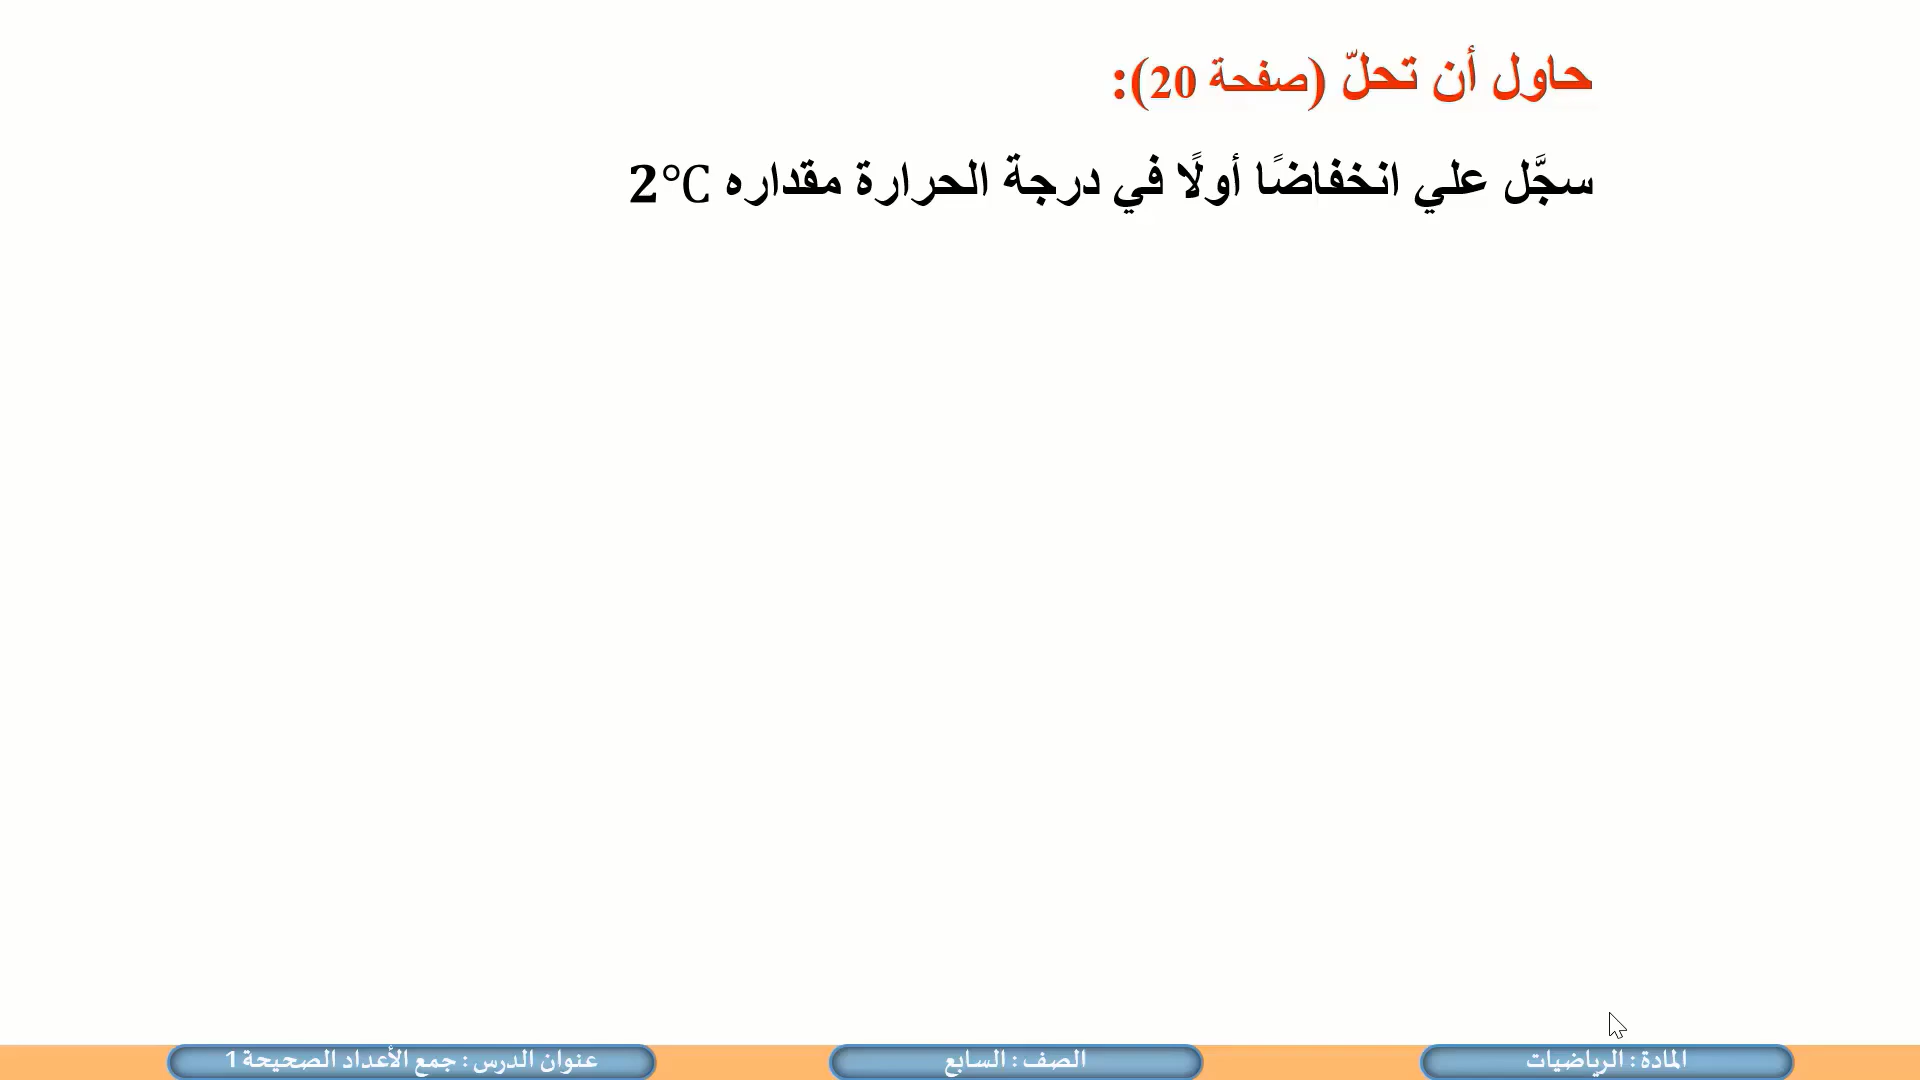 حاول أن تحلّ (صفحة 20):
سجَّل علي انخفاضًا أولًا في درجة الحرارة مقداره 2°C
المادة : الرياضيات
الصف : السابع
عنوان الدرس : جمع الأعداد الصحيحة 1